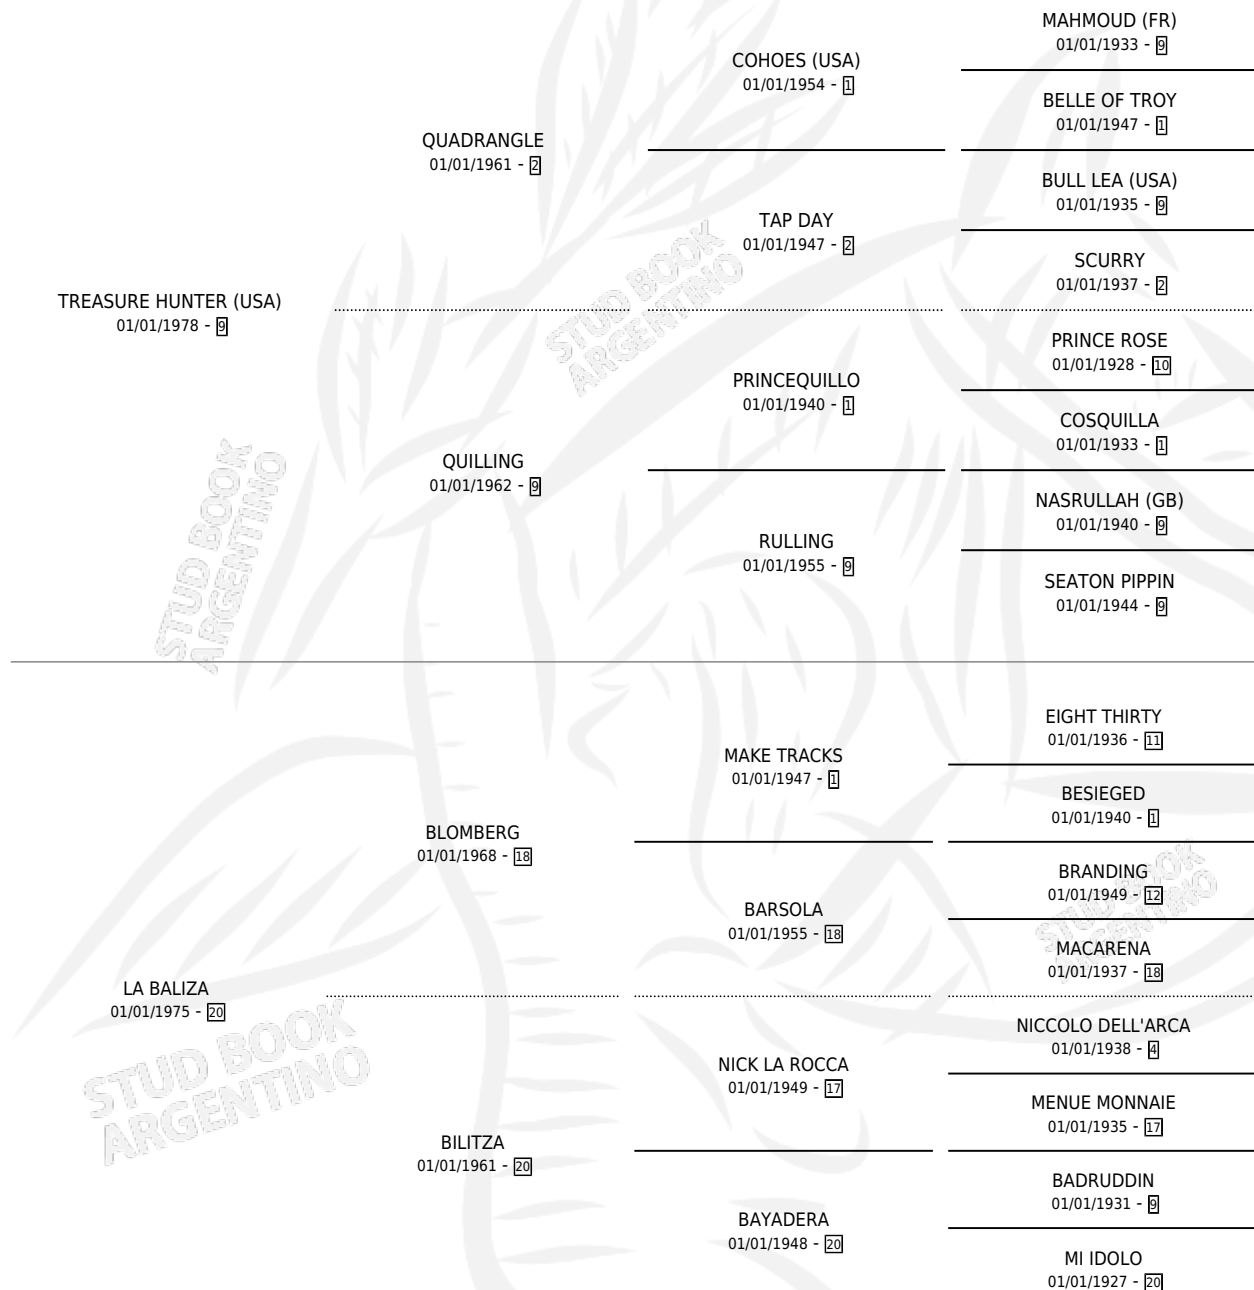 MAHMOUD (FR)
01/01/1933 - 9
COHOES (USA)
01/01/1954 - 1
BELLE OF TROY
01/01/1947 - 1
QUADRANGLE
01/01/1961 - 2
BULL LEA (USA)
01/01/1935 - 9
TAP DAY
01/01/1947 - 2
SCURRY
01/01/1937 - 2
STUD BOOK
ARGENTINO
TREASURE HUNTER (USA)
01/01/1978 - 9
PRINCE ROSE
01/01/1928 - 10
PRINCEQUILLO
01/01/1940 - 1
COSQUILLA
01/01/1933 - 1
QUILLING
01/01/1962 - 9
NASRULLAH (GB)
01/01/1940 - 9
RULLING
01/01/1955 - 9
SEATON PIPPIN
01/01/1944 - 9
STUD BOOK
ARGENTINO
EIGHT THIRTY
01/01/1936 - 11
MAKE TRACKS
01/01/1947 - 1
BESIEGED
01/01/1940 - 1
BLOMBERG
01/01/1968 - 18
BRANDING
01/01/1949 - 12
BARSOLA
01/01/1955 - 18
MACARENA
01/01/1937 - 18
STUD BOOK
ARGENTINO
LA BALIZA
01/01/1975 - 20
NICCOLO DELL'ARCA
01/01/1938 - 4
NICK LA ROCCA
01/01/1949 - 17
MENUE MONNAIE
01/01/1935 - 17
STUD BOOK
ARGENTINO
BILITZA
01/01/1961 - 20
BADRUDDIN
01/01/1931 - 9
BAYADERA
01/01/1948 - 20
MI IDOLO
01/01/1927 - 20